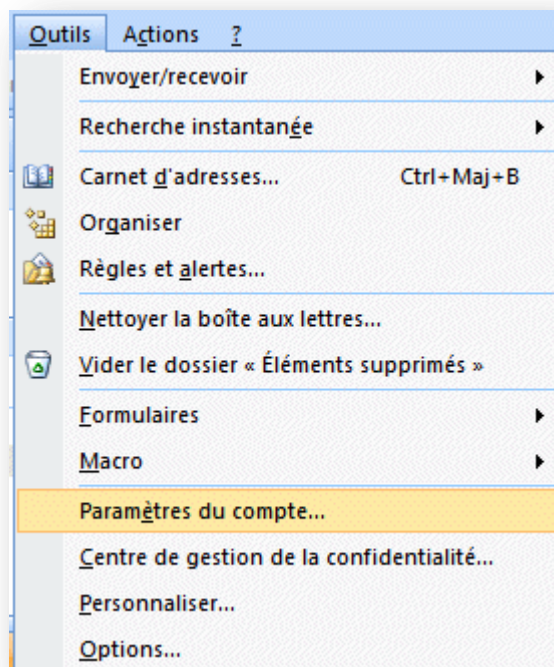 Outils Actions ?
Envoyer/recevoir
Recherche instantanée
Carnet d'adresses... Ctrl+Maj+B
Organiser
Règles et alertes...
Nettoyer la boîte aux lettres...
Vider le dossier « Éléments supprimés »
Formulaires
Macro
Paramètres du compte...
Centre de gestion de la confidentialité...
Personnaliser...
Options...